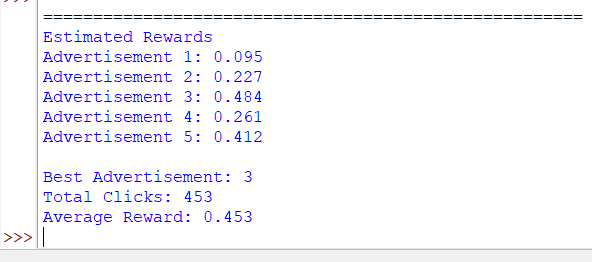 >>>
======================================================
Estimated Rewards
Advertisement 1: 0.095
Advertisement 2: 0.227
Advertisement 3: 0.484
Advertisement 4: 0.261
Advertisement 5: 0.412
Best Advertisement: 3
Total Clicks: 453
Average Reward: 0.453
>>>